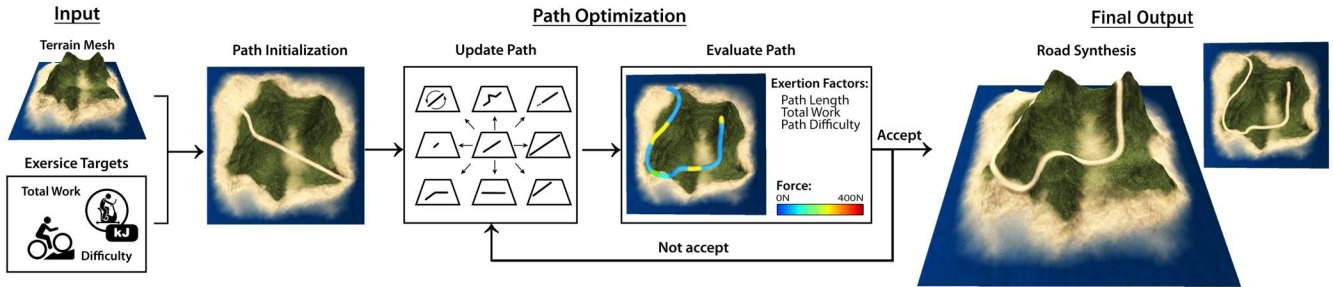 Input
Terrain Mesh
Exersice Targets
Total Work
kJ
Difficulty
Path Initialization
Path Optimization
Update Path
Evaluate Path
Exertion Factors:
Path Length
Total Work
Path Difficulty
Force:
0N 400N
Accept
Not accept
Final Output
Road Synthesis